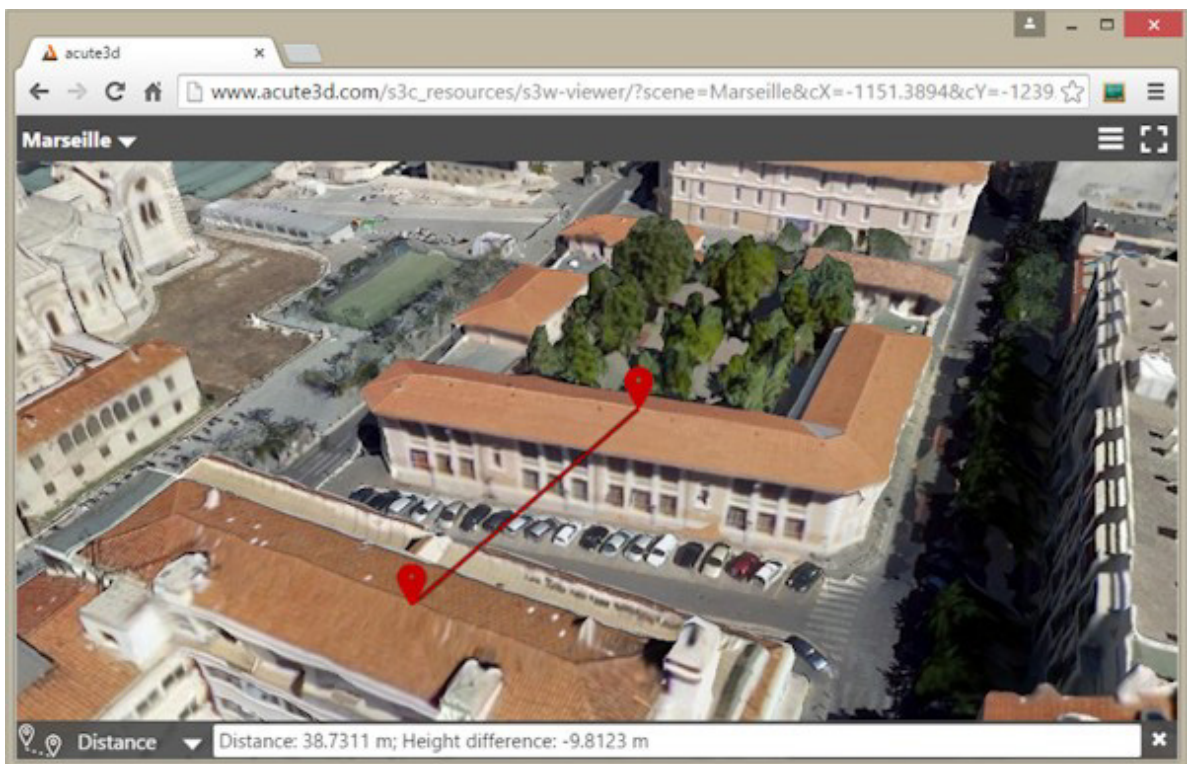 acute3d
www.acute3d.com/s3c_resources/s3w-viewer/?scene=Marseille&cX=-1151.3894&cY=-1239
Marseille
Distance
Distance: 38.7311 m; Height difference: -9.8123 m